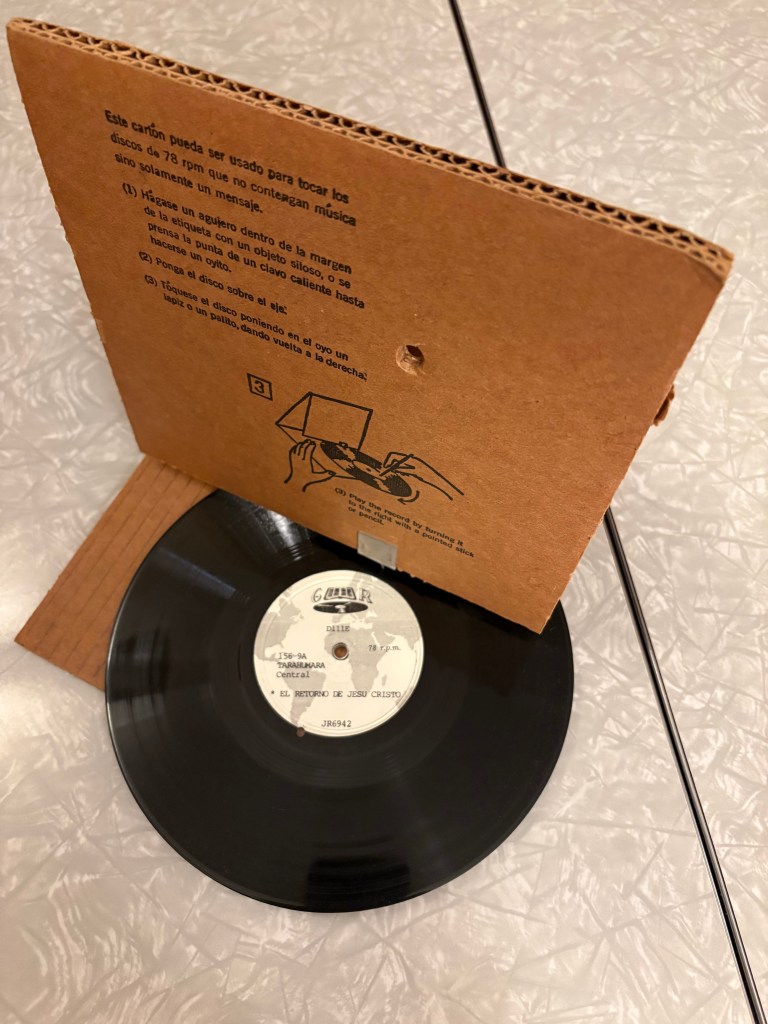 Este cartón pueda ser usado para tocar los
discos de 78 rpm que no contengan música
sino solamente un mensaje.
(1) Hágase un agujero dentro de la margen
de la etiqueta con un objeto siloso, o se
prensa la punta de un clavo caliente hasta
hacerse un oyito.
(2) Ponga el disco sobre el eje.
(3) Tóquese el disco poniendo en el oyo un
lapiz o un palito, dando vuelta a la derecha.
3
(3) Play the record by turning it
to the right with a pointed stick
or pencil.
G R
D111E
78 r.p.m.
156-9A
TARAHUMARA
Central
* EL RETORNO DE JESU CRISTO
JR6942